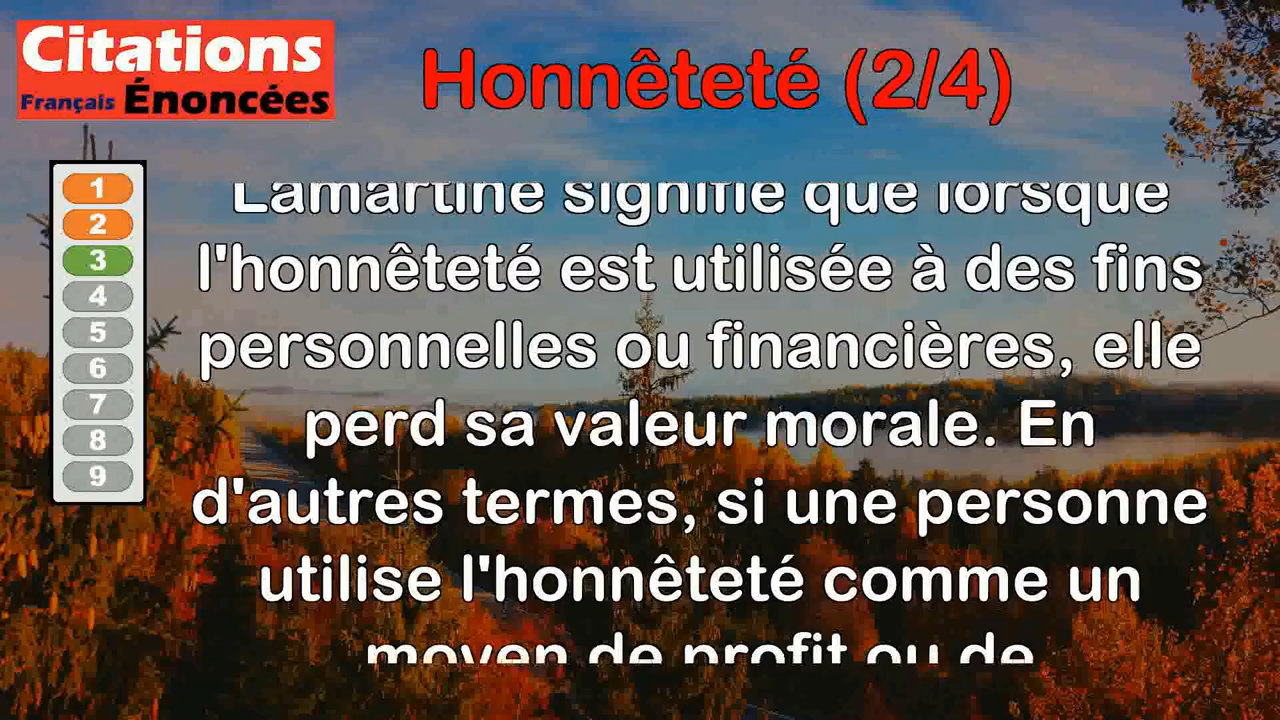 Citations
Français Énoncées
Honnêteté (2/4)
1
2
3
4
5
6
7
8
9
Lamartine signifie que lorsque
l'honnêteté est utilisée à des fins
personnelles ou financières, elle
perd sa valeur morale. En
d'autres termes, si une personne
utilise l'honnêteté comme un
moyen de profit ou de